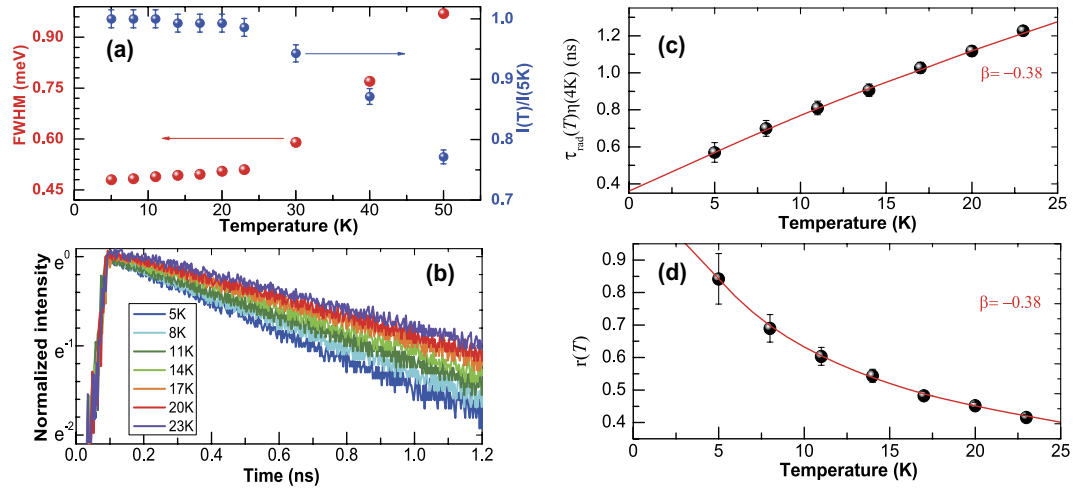 (a)
FWHM (meV)
0.90
0.75
0.60
0.45
0 10 20 30 40 50
Temperature (K)
1.0
0.9
0.8
0.7
I(T)/I(5K)
(b)
Normalized intensity
e⁰
e⁻¹
e⁻²
5K
8K
11K
14K
17K
20K
23K
0.0 0.2 0.4 0.6 0.8 1.0 1.2
Time (ns)
(c)
τrad(T)η(4K) (ns)
1.2
1.0
0.8
0.6
0.4
β= −0.38
0 5 10 15 20 25
Temperature (K)
(d)
r(T)
0.9
0.8
0.7
0.6
0.5
0.4
β= −0.38
0 5 10 15 20 25
Temperature (K)